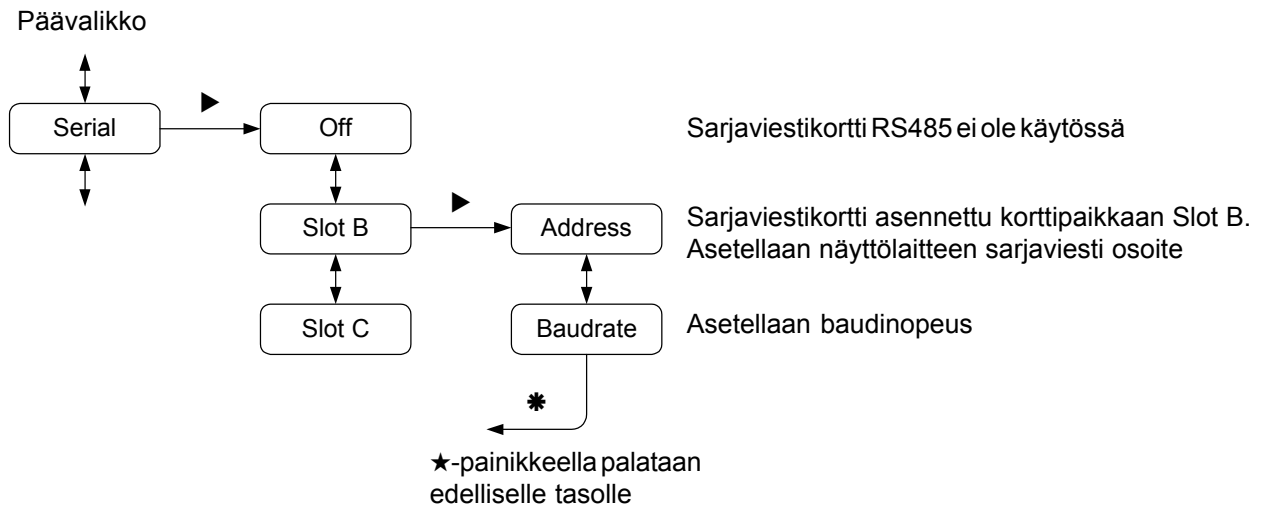 Päävalikko
Serial
Off
Sarjaviestikortti RS485 ei ole käytössä
Slot B
Address
Sarjaviestikortti asennettu korttipaikkaan Slot B.
Asetellaan näyttölaitteen sarjaviesti osoite
Slot C
Baudrate
Asetellaan baudinopeus
✱
★-painikkeella palataan
edelliselle tasolle